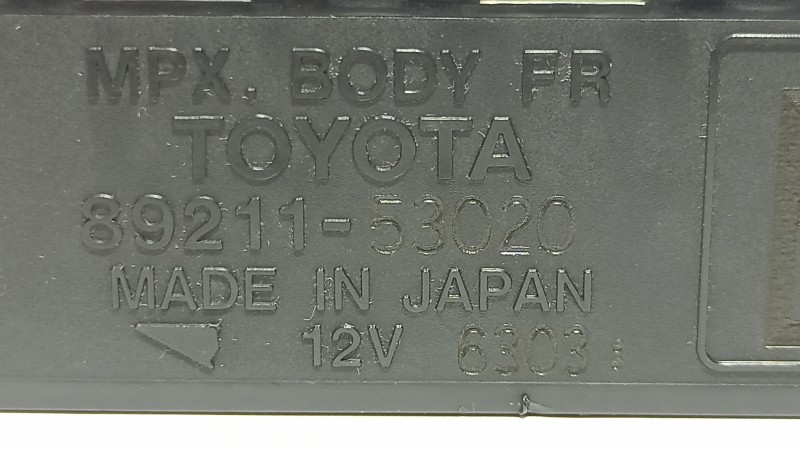 MPX. BODY FR
TOYOTA
89211-53020
MADE IN JAPAN
12V 6303